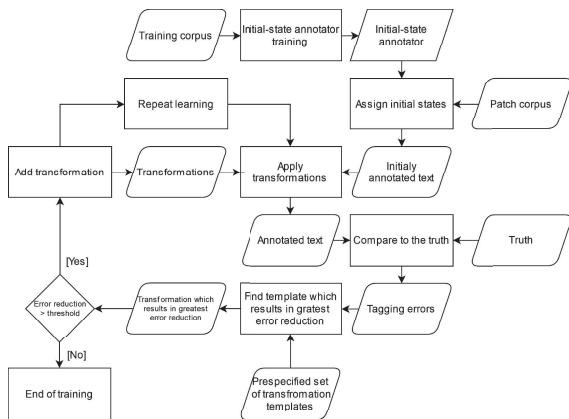 Training corpus
Initial-state annotator
training
Initial-state
annotator
Repeat learning
Assign initial states
Patch corpus
Add transformation
Transformations
Apply
transformations
Initialy
annotated text
Annotated text
Compare to the truth
Truth
[Yes]
Error reduction
> threshold
Transformation which
results in greatest
error reduction
Find template which
results in gratest
error reduction
Tagging errors
[No]
End of training
Prespecified set
of transfromation
templates